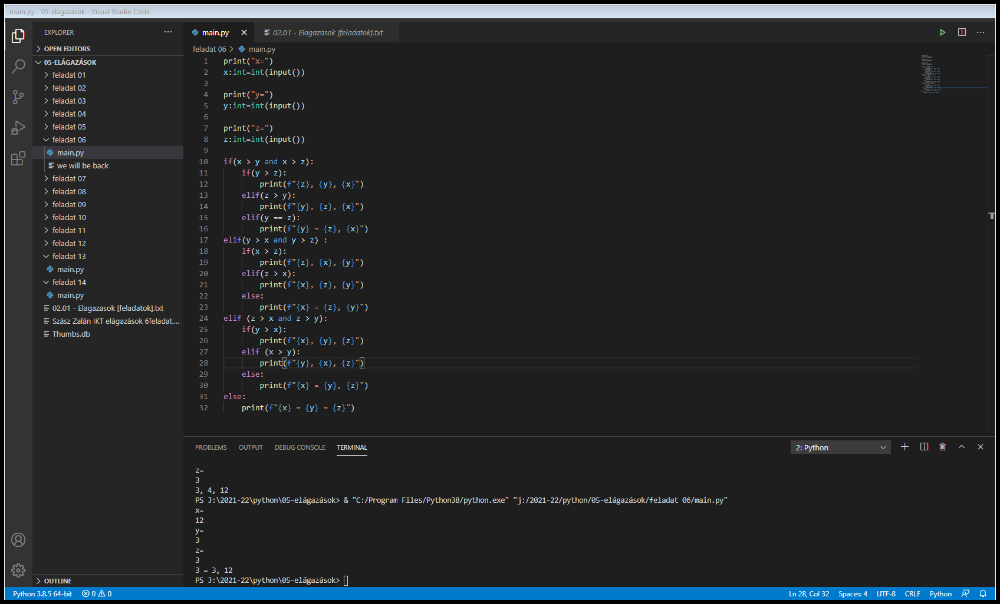 main.py - 05-elágazások - Visual Studio Code
EXPLORER
OPEN EDITORS
05-ELÁGAZÁSOK
feladat 01
feladat 02
feladat 03
feladat 04
feladat 05
feladat 06
main.py
we will be back
feladat 07
feladat 08
feladat 09
feladat 10
feladat 11
feladat 12
feladat 13
main.py
feladat 14
main.py
02.01 - Elagazasok [feladatok].txt
Szász Zalán IKT elágazások 6feladat....
Thumbs.db
OUTLINE
main.py
02.01 - Elagazasok [feladatok].txt
feladat 06 > main.py
1 print("x=")
2 x:int=int(input())
3
4 print("y=")
5 y:int=int(input())
6
7 print("z=")
8 z:int=int(input())
9
10 if(x > y and x > z):
11     if(y > z):
12         print(f"{z}, {y}, {x}")
13     elif(z > y):
14         print(f"{y}, {z}, {x}")
15     elif(y == z):
16         print(f"{y} = {z}, {x}")
17 elif(y > x and y > z) :
18     if(x > z):
19         print(f"{z}, {x}, {y}")
20     elif(z > x):
21         print(f"{x}, {z}, {y}")
22     else:
23         print(f"{x} = {z}, {y}")
24 elif (z > x and z > y):
25     if(y > x):
26         print(f"{x}, {y}, {z}")
27     elif (x > y):
28         print(f"{y}, {x}, {z}")
29     else:
30         print(f"{x} = {y}, {z}")
31 else:
32     print(f"{x} = {y} = {z}")
PROBLEMS OUTPUT DEBUG CONSOLE TERMINAL
2: Python
z=
3
3, 4, 12
PS J:\2021-22\python\05-elágazások> & "C:/Program Files/Python38/python.exe" "j:/2021-22/python/05-elágazások/feladat 06/main.py"
x=
12
y=
3
z=
3
3 = 3, 12
PS J:\2021-22\python\05-elágazások>
Python 3.8.5 64-bit 0 0 Ln 28, Col 32 Spaces: 4 UTF-8 CRLF Python